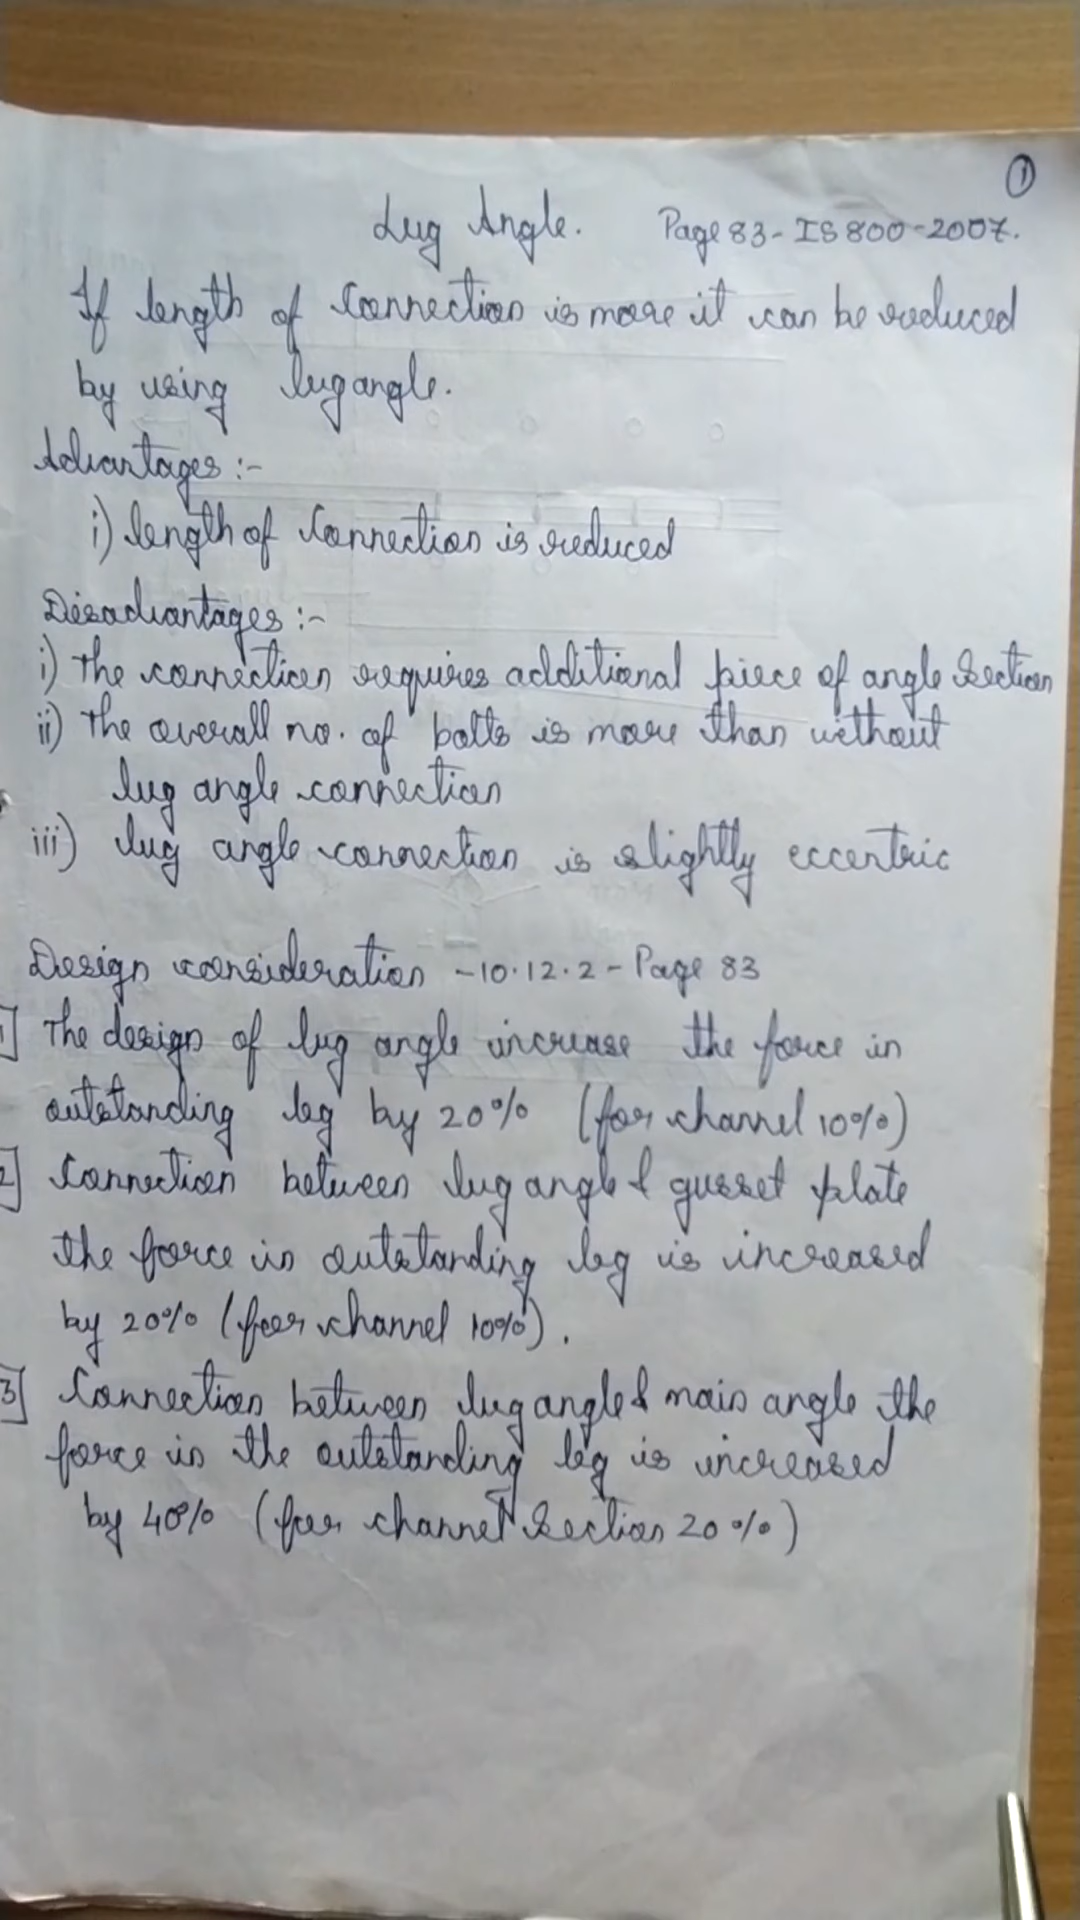 ①
Lug Angle. Page 83 - IS 800-2007.
If length of connection is more it can be reduced
by using lug angle.
Advantages :-
i) length of connection is reduced
Disadvantages :-
i) The connection requires additional piece of angle section
ii) The overall no. of bolts is more than without
lug angle connection
iii) lug angle connection is slightly eccentric
Design consideration - 10.12.2 - Page 83
1] The design of lug angle increase the force in
outstanding leg by 20% (for channel 10%)
2] Connection between lug angle & gusset plate
the force in outstanding leg is increased
by 20% (for channel 10%).
3] Connection between lug angle & main angle the
force in the outstanding leg is increased
by 40% (for channel section 20%)